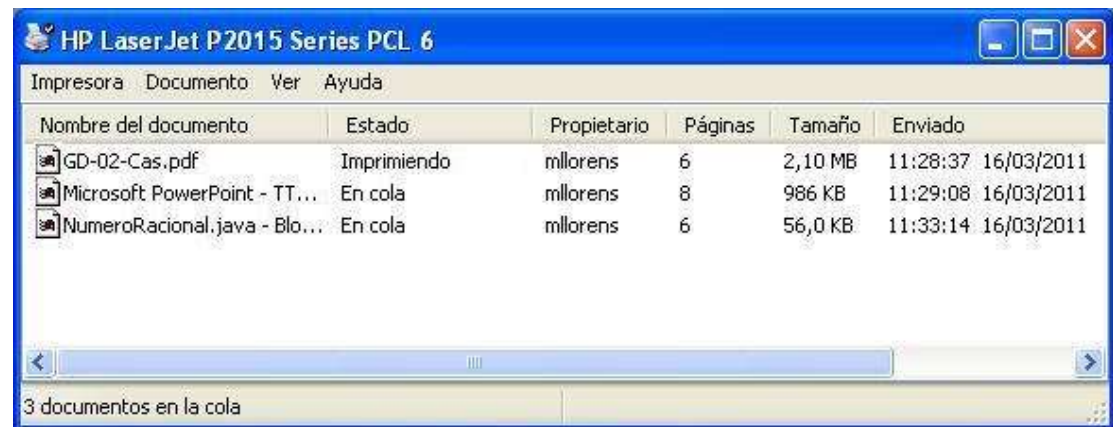 HP LaserJet P2015 Series PCL 6
Impresora Documento Ver Ayuda
Nombre del documento Estado Propietario Páginas Tamaño Enviado
GD-02-Cas.pdf Imprimiendo mllorens 6 2,10 MB 11:28:37 16/03/2011
Microsoft PowerPoint - TT... En cola mllorens 8 986 KB 11:29:08 16/03/2011
NumeroRacional.java - Blo... En cola mllorens 6 56,0 KB 11:33:14 16/03/2011
3 documentos en la cola